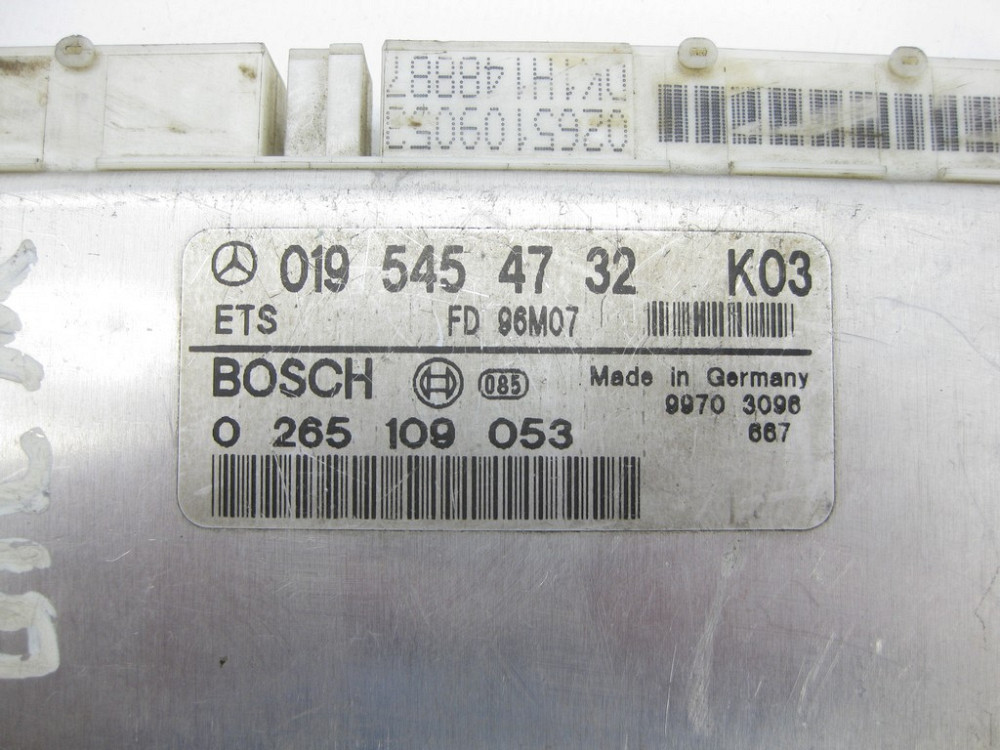 0265109053
019 545 47 32 K03
ETS FD 96M07
BOSCH 085 Made in Germany
9970 3096
0 265 109 053 667